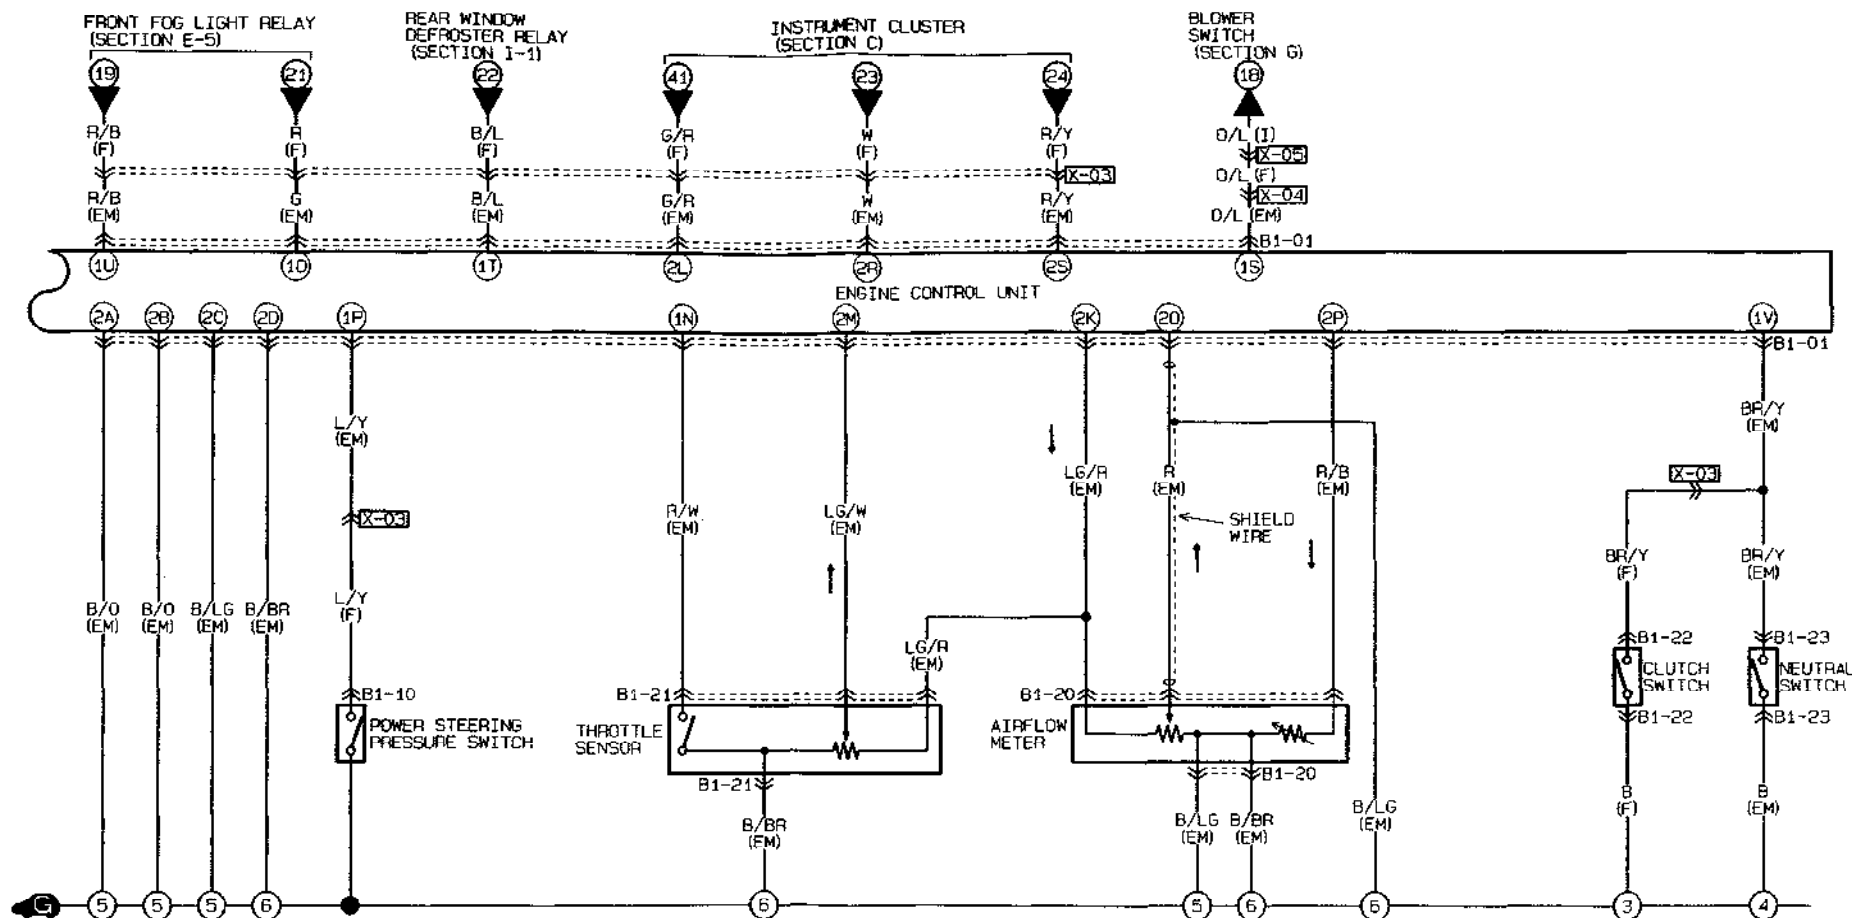 FRONT FOG LIGHT RELAY
(SECTION E-5)
REAR WINDOW
DEFROSTER RELAY
(SECTION I-1)
INSTRUMENT CLUSTER
(SECTION C)
BLOWER
SWITCH
(SECTION G)
19 21 22 41 23 24 18
R/B
(F)
R
(F)
B/L
(F)
G/R
(F)
W
(F)
R/Y
(F)
O/L (I)
X-05
O/L (F)
X-03
X-04
R/B
(EM)
G
(EM)
B/L
(EM)
G/R
(EM)
W
(EM)
R/Y
(EM)
O/L (EM)
B1-01
1U 1O 1T 2L 2R 2S 1S
ENGINE CONTROL UNIT
2A 2B 2C 2D 1P 1N 2M 2K 2O 2P 1V
B1-01
L/Y
(EM)
BR/Y
(EM)
LG/R
(EM)
R
(EM)
R/B
(EM)
X-03
X-03
R/W
(EM)
LG/W
(EM)
SHIELD
WIRE
BR/Y
(F)
BR/Y
(EM)
B/O
(EM)
B/O
(EM)
B/LG
(EM)
B/BR
(EM)
L/Y
(F)
LG/R
(EM)
B1-22
B1-23
CLUTCH
SWITCH
NEUTRAL
SWITCH
B1-22
B1-23
B1-10
B1-21
B1-20
POWER STEERING
PRESSURE SWITCH
THROTTLE
SENSOR
AIRFLOW
METER
B1-21
B1-20
B/BR
(EM)
B/LG
(EM)
B/BR
(EM)
B/LG
(EM)
B
(F)
B
(EM)
G 5 5 5 6 6 5 6 6 3 4